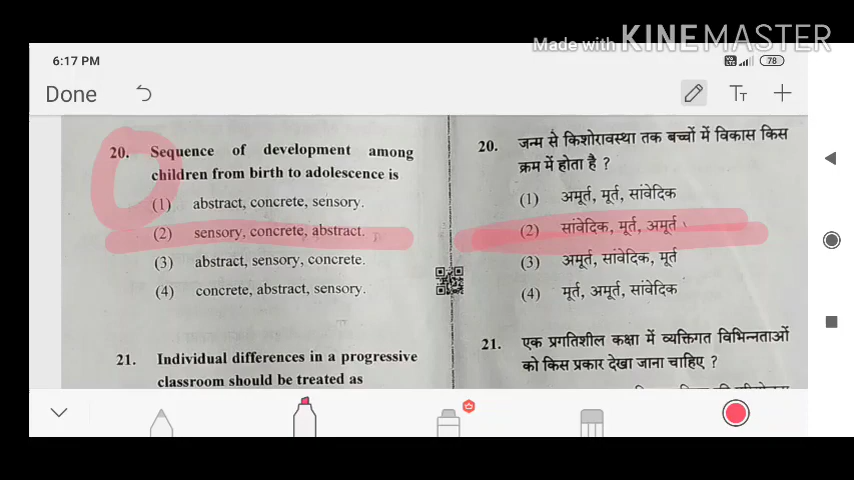 Made with KINEMASTER
6:17 PM
78
Done
20. Sequence of development among
children from birth to adolescence is
(1) abstract, concrete, sensory.
(2) sensory, concrete, abstract.
(3) abstract, sensory, concrete.
(4) concrete, abstract, sensory.
21. Individual differences in a progressive
classroom should be treated as
20. जन्म से किशोरावस्था तक बच्चों में विकास किस
क्रम में होता है ?
(1) अमूर्त, मूर्त, सांवेदिक
(2) सांवेदिक, मूर्त, अमूर्त
(3) अमूर्त, सांवेदिक, मूर्त
(4) मूर्त, अमूर्त, सांवेदिक
21. एक प्रगतिशील कक्षा में व्यक्तिगत विभिन्नताओं
को किस प्रकार देखा जाना चाहिए ?